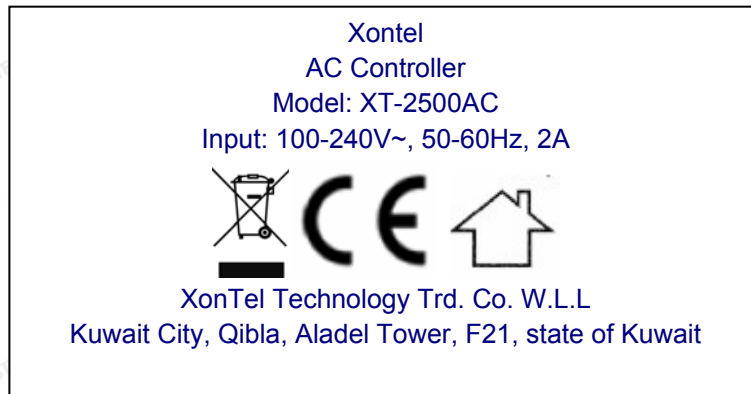 Xontel
AC Controller
Model: XT-2500AC
Input: 100-240V~, 50-60Hz, 2A
CE
XonTel Technology Trd. Co. W.L.L
Kuwait City, Qibla, Aladel Tower, F21, state of Kuwait